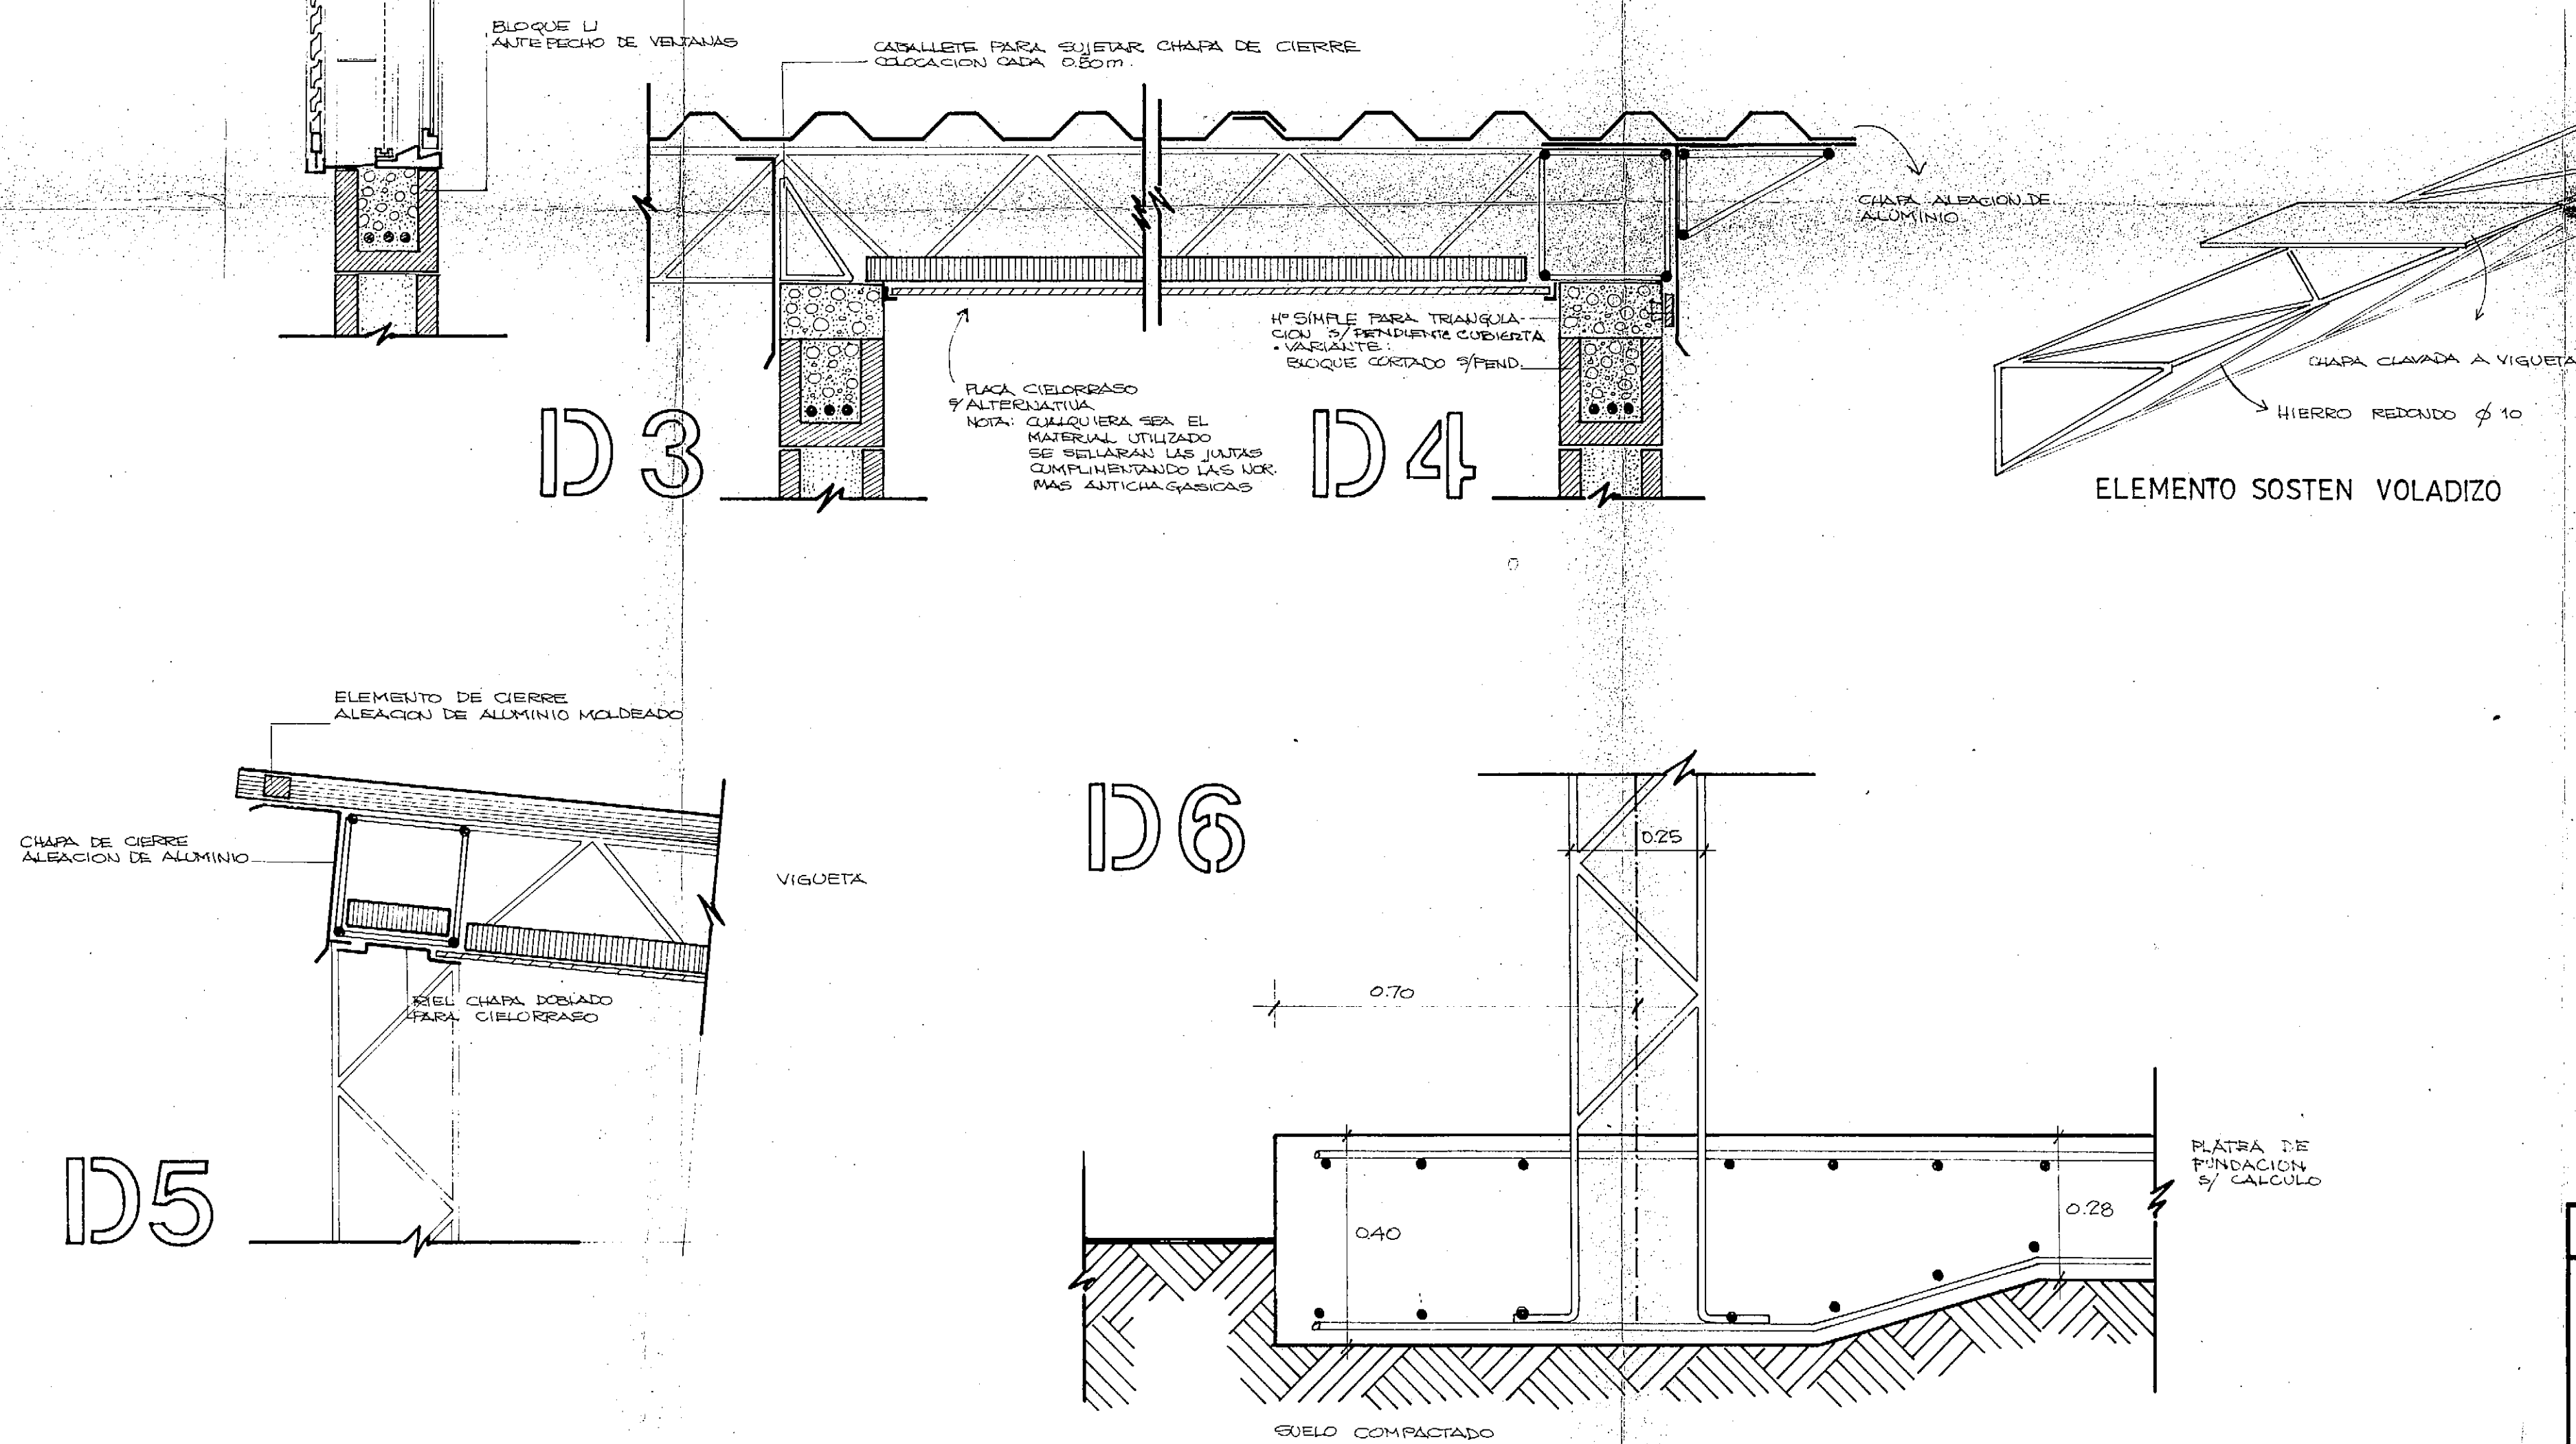 BLOQUE U
ANTEPECHO DE VENTANAS
CABALLETE PARA SUJETAR CHAPA DE CIERRE
COLOCACION CADA 0.50m.
CHAPA ALEACION DE
ALUMINIO
Hº SIMPLE PARA TRIANGULA-
CION S/PENDIENTE CUBIERTA
• VARIANTE:
BLOQUE CORTADO S/PEND.
PLACA CIELORRASO
S/ALTERNATIVA
NOTA: CUALQUIERA SEA EL
MATERIAL UTILIZADO
SE SELLARAN LAS JUNTAS
CUMPLIMENTANDO LAS NOR-
MAS ANTICHAGASICAS
D3
D4
CHAPA CLAVADA A VIGUETA
HIERRO REDONDO ϕ 10
ELEMENTO SOSTEN VOLADIZO
ELEMENTO DE CIERRE
ALEACION DE ALUMINIO MOLDEADO
CHAPA DE CIERRE
ALEACION DE ALUMINIO
VIGUETA
RIEL CHAPA DOBLADO
PARA CIELORRASO
D5
D6
0.25
0.70
0.40
0.28
PLATEA DE
FUNDACION
S/ CALCULO
SUELO COMPACTADO